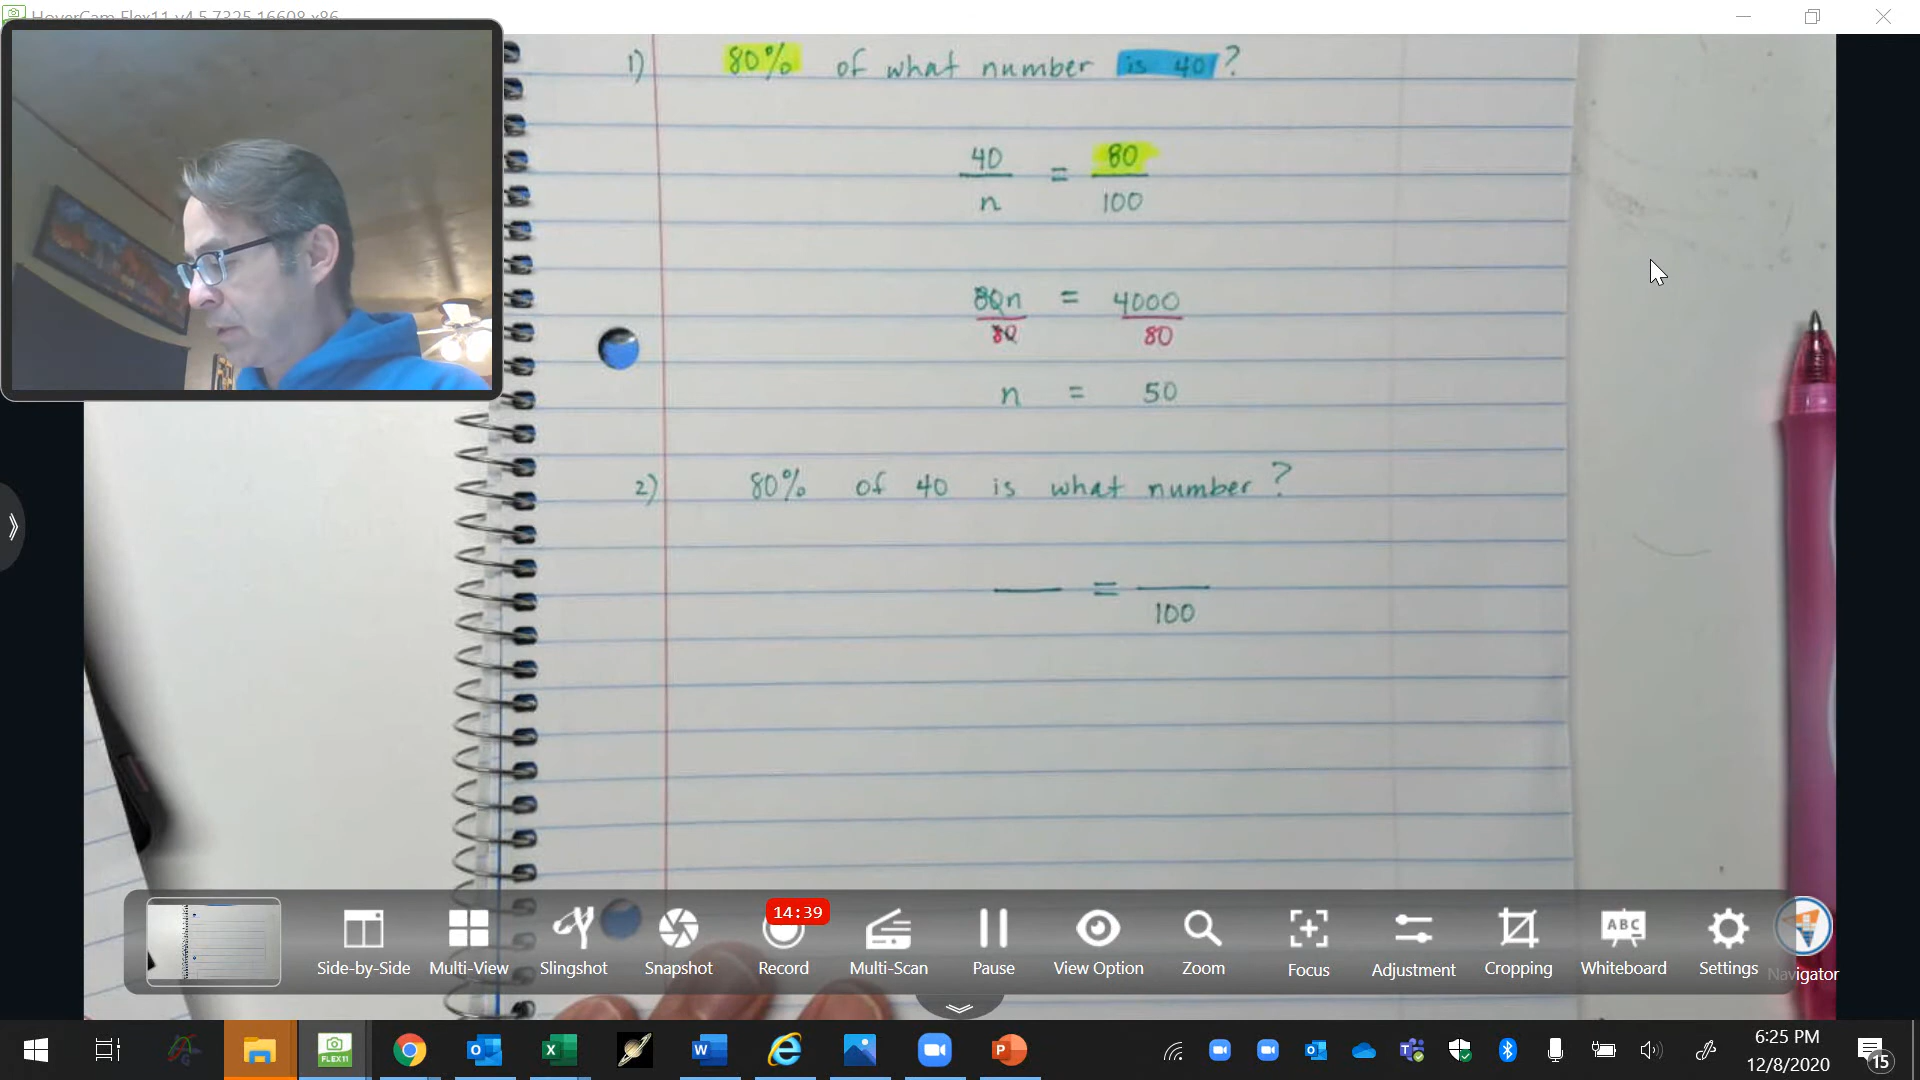 HoverCam Flex11 v4.5.7325.16608 x86
1) 80% of what number is 40?
40 = 80
n 100
80n = 4000
80 80
n = 50
2) 80% of 40 is what number?
=
100
14:39
Side-by-Side Multi-View Slingshot Snapshot Record Multi-Scan Pause View Option Zoom Focus Adjustment Cropping ABC Whiteboard Settings Navigator
FLEX11
6:25 PM
12/8/2020
15